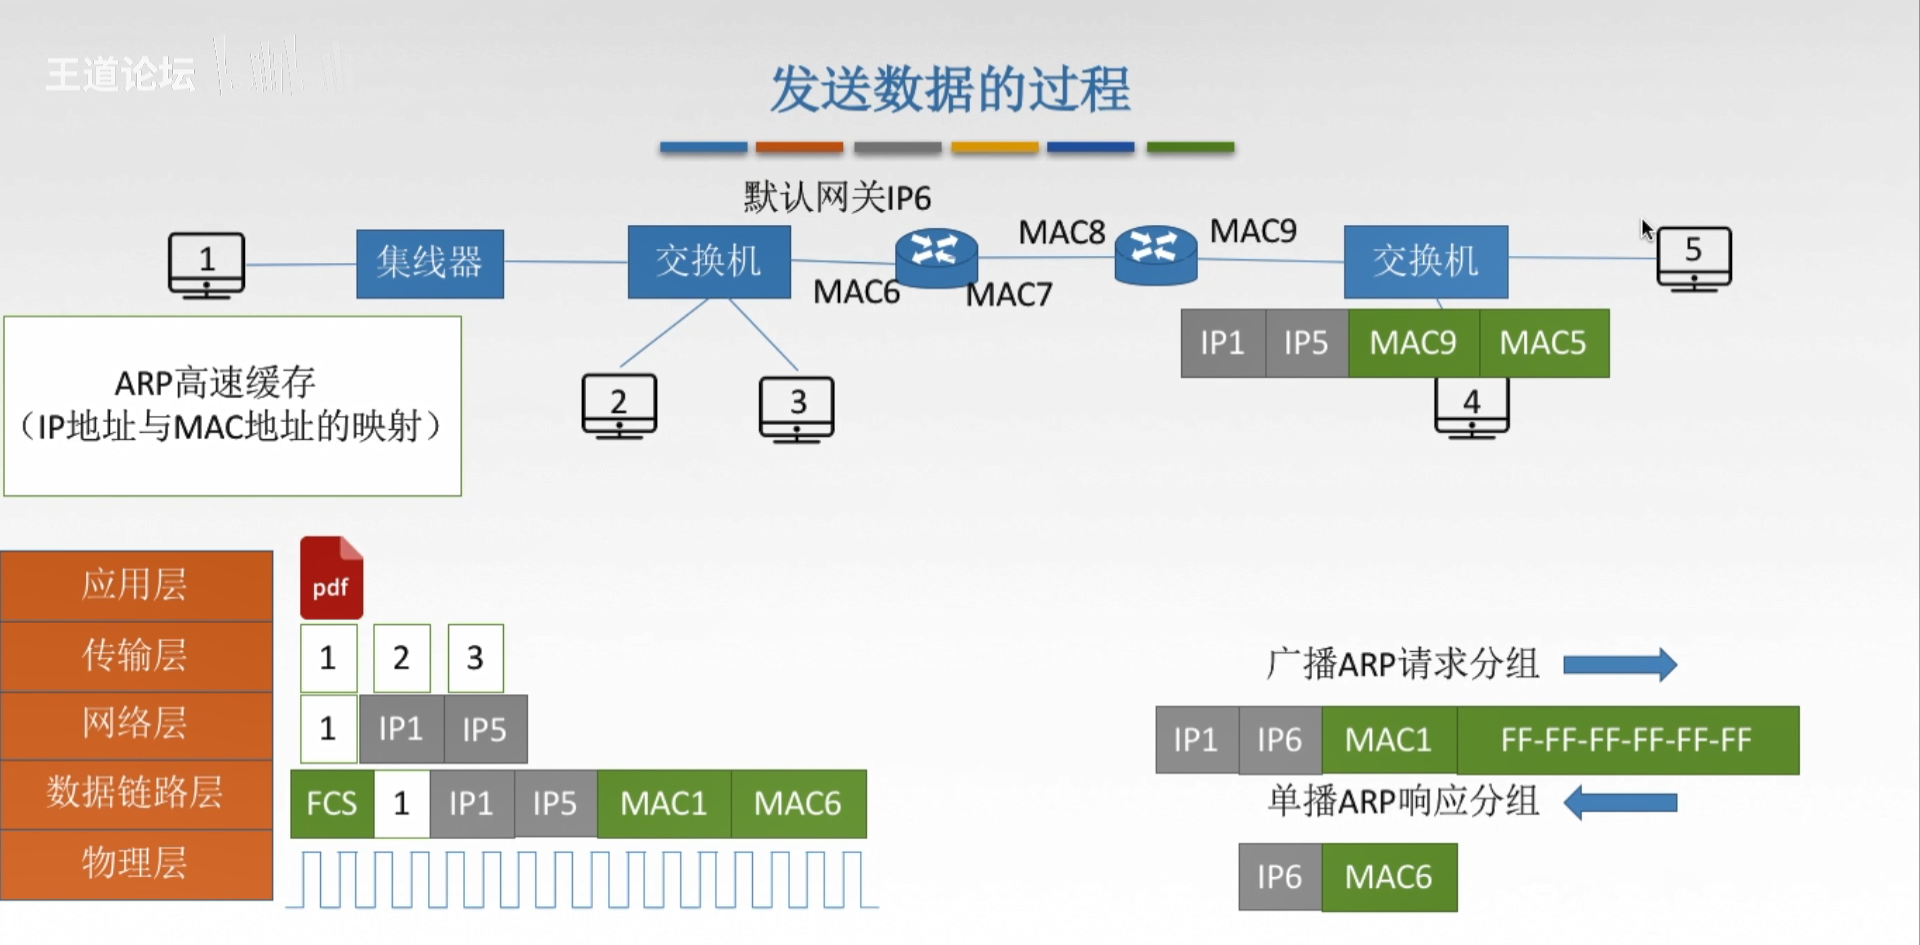 王道论坛
发送数据的过程
默认网关IP6
1
集线器
交换机
MAC6
MAC7
MAC8
MAC9
交换机
5
IP1 IP5 MAC9 MAC5
2
3
4
ARP高速缓存
（IP地址与MAC地址的映射）
应用层
pdf
传输层
1 2 3
网络层
1 IP1 IP5
数据链路层
FCS 1 IP1 IP5 MAC1 MAC6
物理层
广播ARP请求分组
IP1 IP6 MAC1 FF-FF-FF-FF-FF-FF
单播ARP响应分组
IP6 MAC6